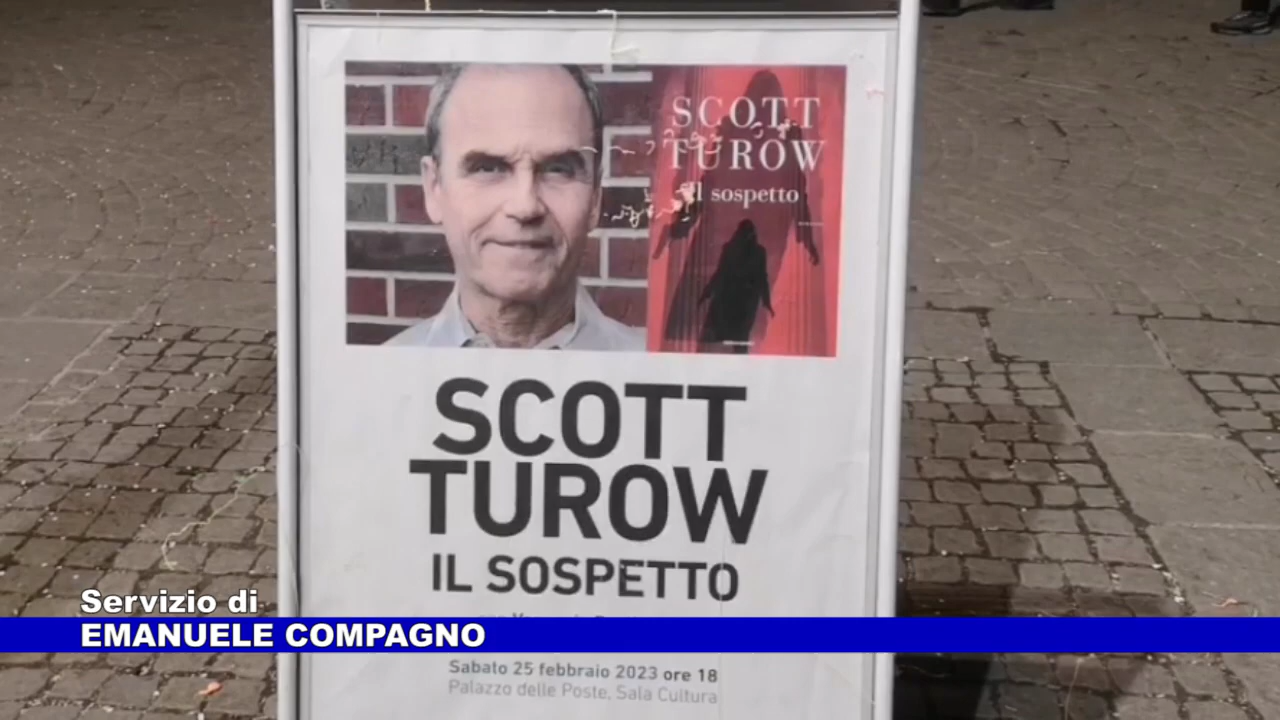 SCOTT
TUROW
il sospetto
SCOTT
TUROW
IL SOSPETTO
Servizio di
EMANUELE COMPAGNO
Sabato 25 febbraio 2023 ore 18
Palazzo delle Poste, Sala Cultura